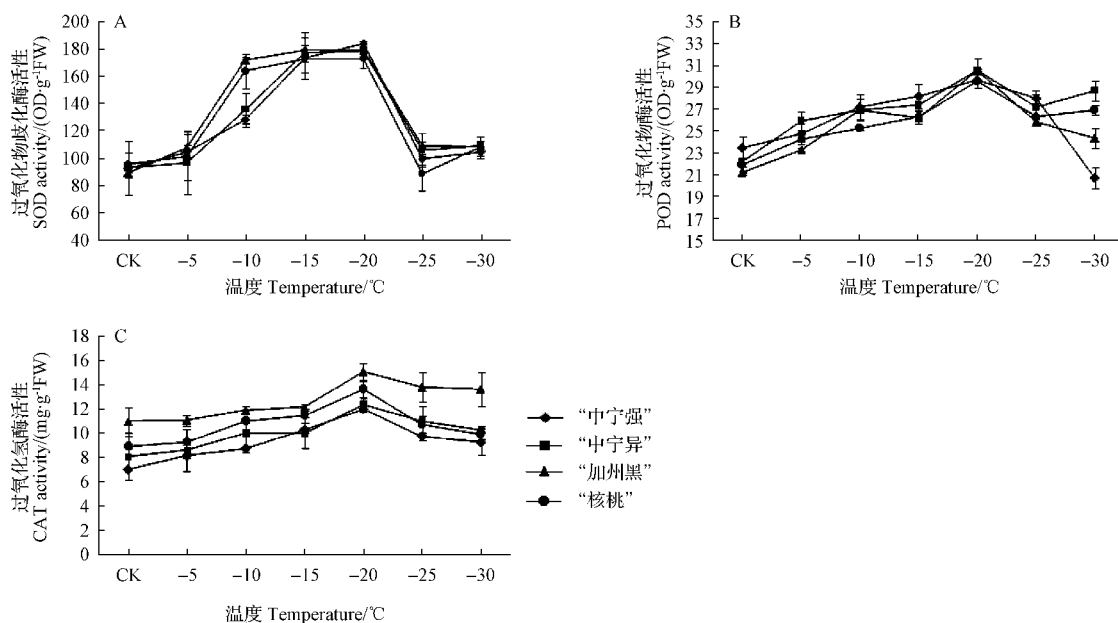 A
过氧化物歧化酶活性
SOD activity/(OD·g⁻¹FW)
200
180
160
140
120
100
80
60
40
CK
−5
−10
−15
−20
−25
−30
温度 Temperature/℃
B
过氧化物酶活性
POD activity/(OD·g⁻¹FW)
35
33
31
29
27
25
23
21
19
17
15
CK
−5
−10
−15
−20
−25
−30
温度 Temperature/℃
C
过氧化氢酶活性
CAT activity/(mg·g⁻¹FW)
18
16
14
12
10
8
6
4
2
0
CK
−5
−10
−15
−20
−25
−30
温度 Temperature/℃
“中宁强”
“中宁异”
“加州黑”
“核桃”